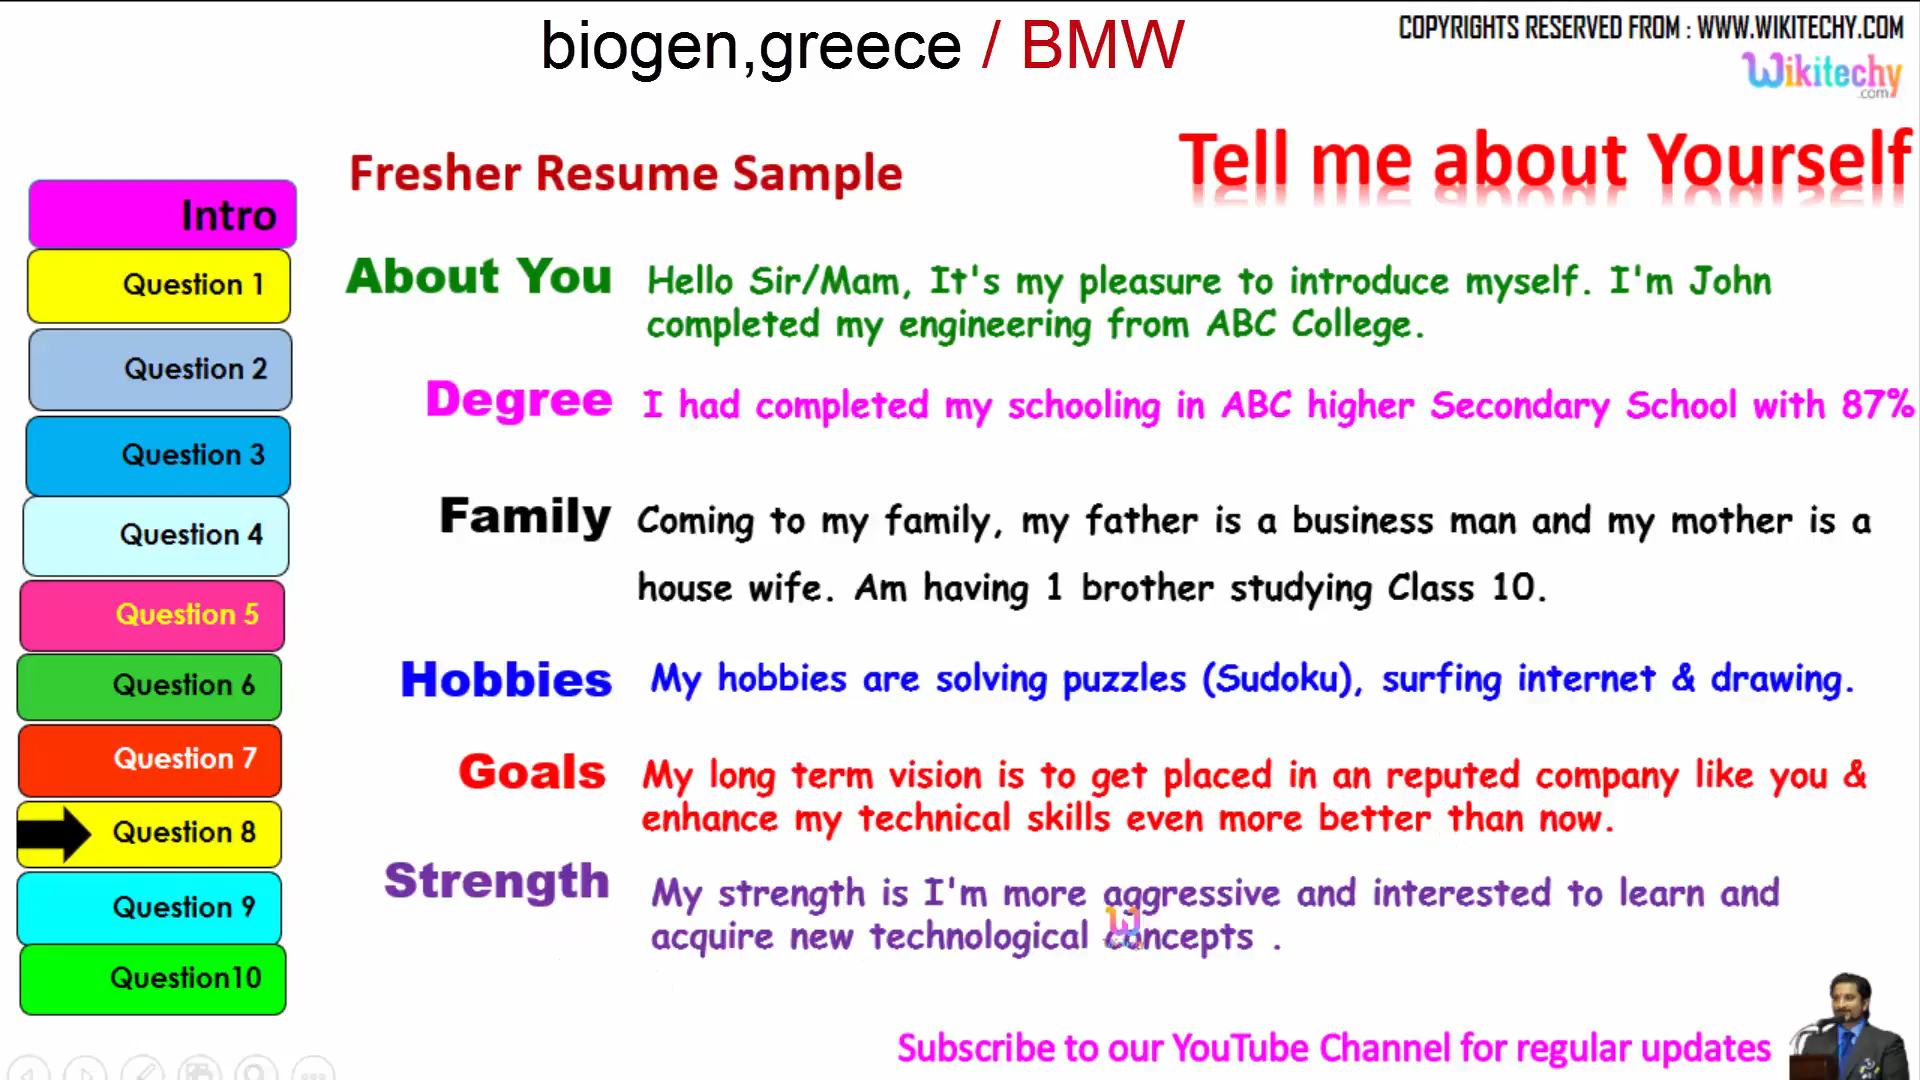 biogen,greece / BMW
COPYRIGHTS RESERVED FROM : WWW.WIKITECHY.COM
Wikitechy
.com
Fresher Resume Sample
Tell me about Yourself
Intro
Question 1
Question 2
Question 3
Question 4
Question 5
Question 6
Question 7
Question 8
Question 9
Question10
About You
Hello Sir/Mam, It's my pleasure to introduce myself. I'm John
completed my engineering from ABC College.
Degree
I had completed my schooling in ABC higher Secondary School with 87%
Family
Coming to my family, my father is a business man and my mother is a
house wife. Am having 1 brother studying Class 10.
Hobbies
My hobbies are solving puzzles (Sudoku), surfing internet & drawing.
Goals
My long term vision is to get placed in an reputed company like you &
enhance my technical skills even more better than now.
Strength
My strength is I'm more aggressive and interested to learn and
acquire new technological concepts .
Subscribe to our YouTube Channel for regular updates